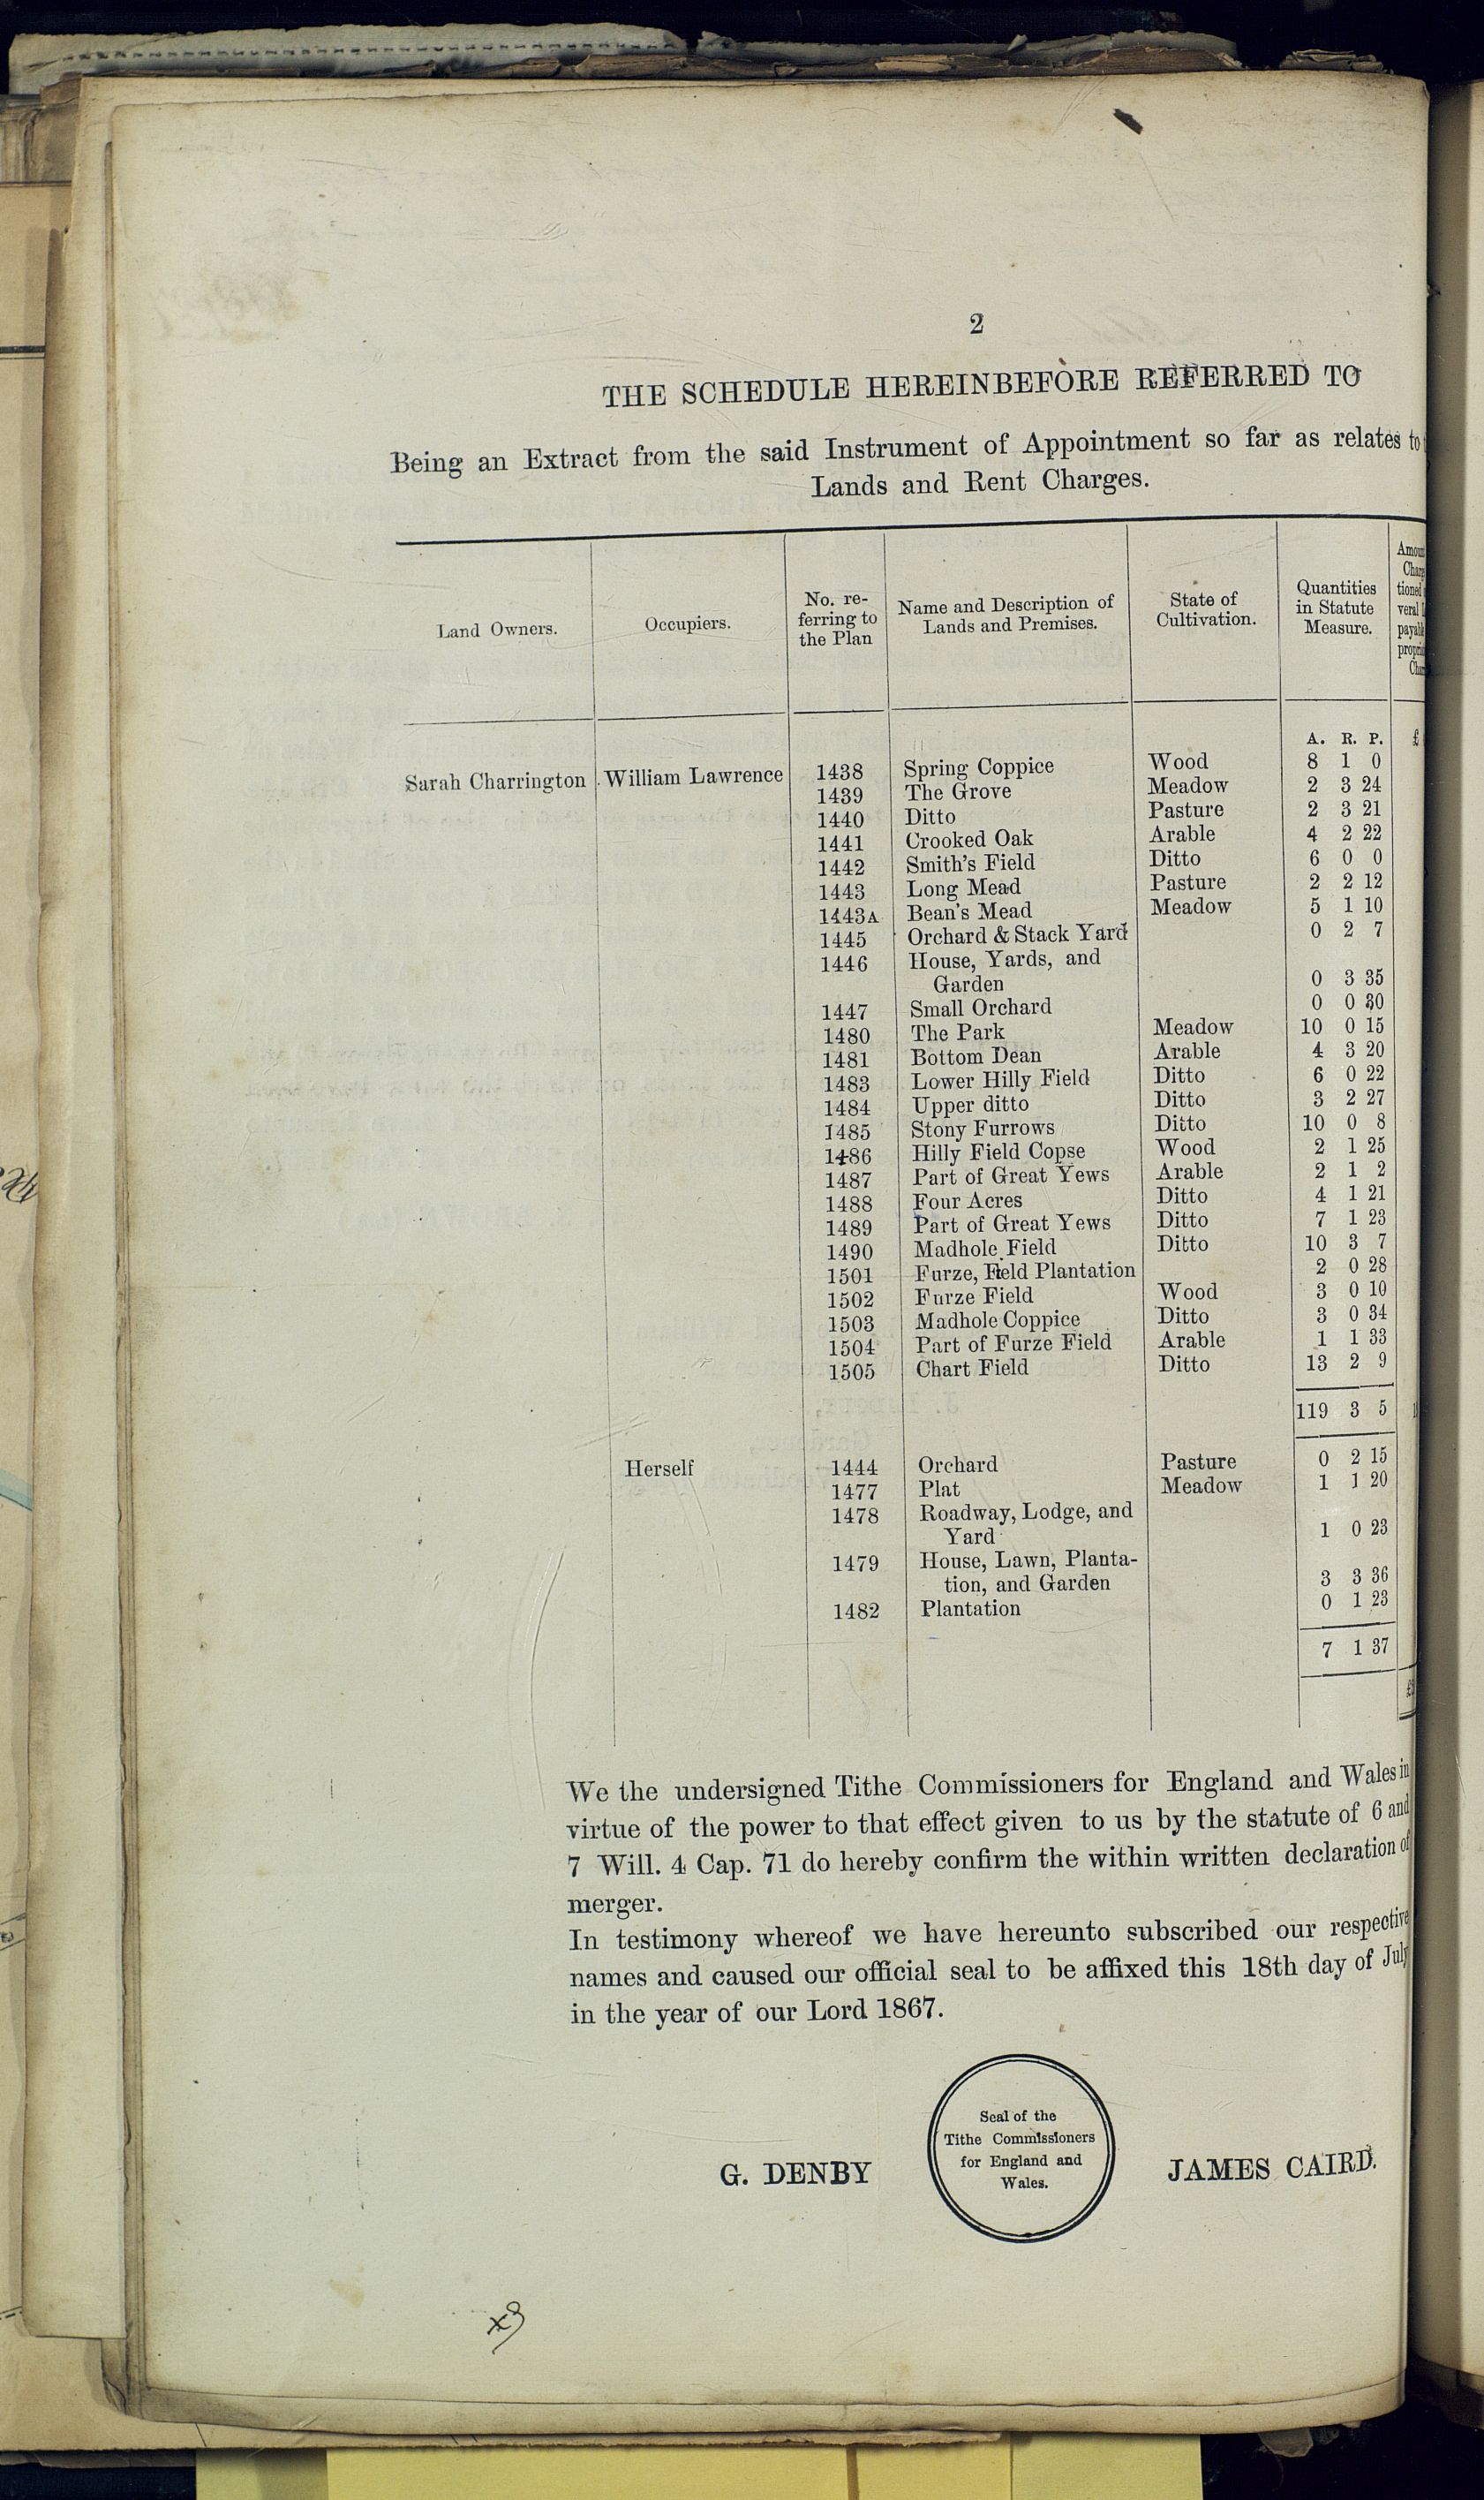 2
THE SCHEDULE HEREINBEFORE REFERRED TO
Being an Extract from the said Instrument of Appointment so far as relates to
Lands and Rent Charges.
Land Owners. Occupiers. No. re-ferring to the Plan Name and Description of Lands and Premises. State of Cultivation. Quantities in Statute Measure.
A. R. P. £
Sarah Charrington William Lawrence 1438 Spring Coppice Wood 8 1 0
1439 The Grove Meadow 2 3 24
1440 Ditto Pasture 2 3 21
1441 Crooked Oak Arable 4 2 22
1442 Smith's Field Ditto 6 0 0
1443 Long Mead Pasture 2 2 12
1443A Bean's Mead Meadow 5 1 10
1445 Orchard & Stack Yard 0 2 7
1446 House, Yards, and
Garden 0 3 35
1447 Small Orchard 0 0 30
1480 The Park Meadow 10 0 15
1481 Bottom Dean Arable 4 3 20
1483 Lower Hilly Field Ditto 6 0 22
1484 Upper ditto Ditto 3 2 27
1485 Stony Furrows Ditto 10 0 8
1486 Hilly Field Copse Wood 2 1 25
1487 Part of Great Yews Arable 2 1 2
1488 Four Acres Ditto 4 1 21
1489 Part of Great Yews Ditto 7 1 23
1490 Madhole Field Ditto 10 3 7
1501 Furze, Field Plantation 2 0 28
1502 Furze Field Wood 3 0 10
1503 Madhole Coppice Ditto 3 0 34
1504 Part of Furze Field Arable 1 1 33
1505 Chart Field Ditto 13 2 9
119 3 5
Herself 1444 Orchard Pasture 0 2 15
1477 Plat Meadow 1 1 20
1478 Roadway, Lodge, and
Yard 1 0 23
1479 House, Lawn, Planta-
tion, and Garden 3 3 36
1482 Plantation 0 1 23
7 1 37
We the undersigned Tithe Commissioners for England and Wales in
virtue of the power to that effect given to us by the statute of 6 and
7 Will. 4 Cap. 71 do hereby confirm the within written declaration of
merger.
In testimony whereof we have hereunto subscribed our respective
names and caused our official seal to be affixed this 18th day of July
in the year of our Lord 1867.
Seal of the
Tithe Commissioners
for England and
Wales.
G. DENBY JAMES CAIRD.